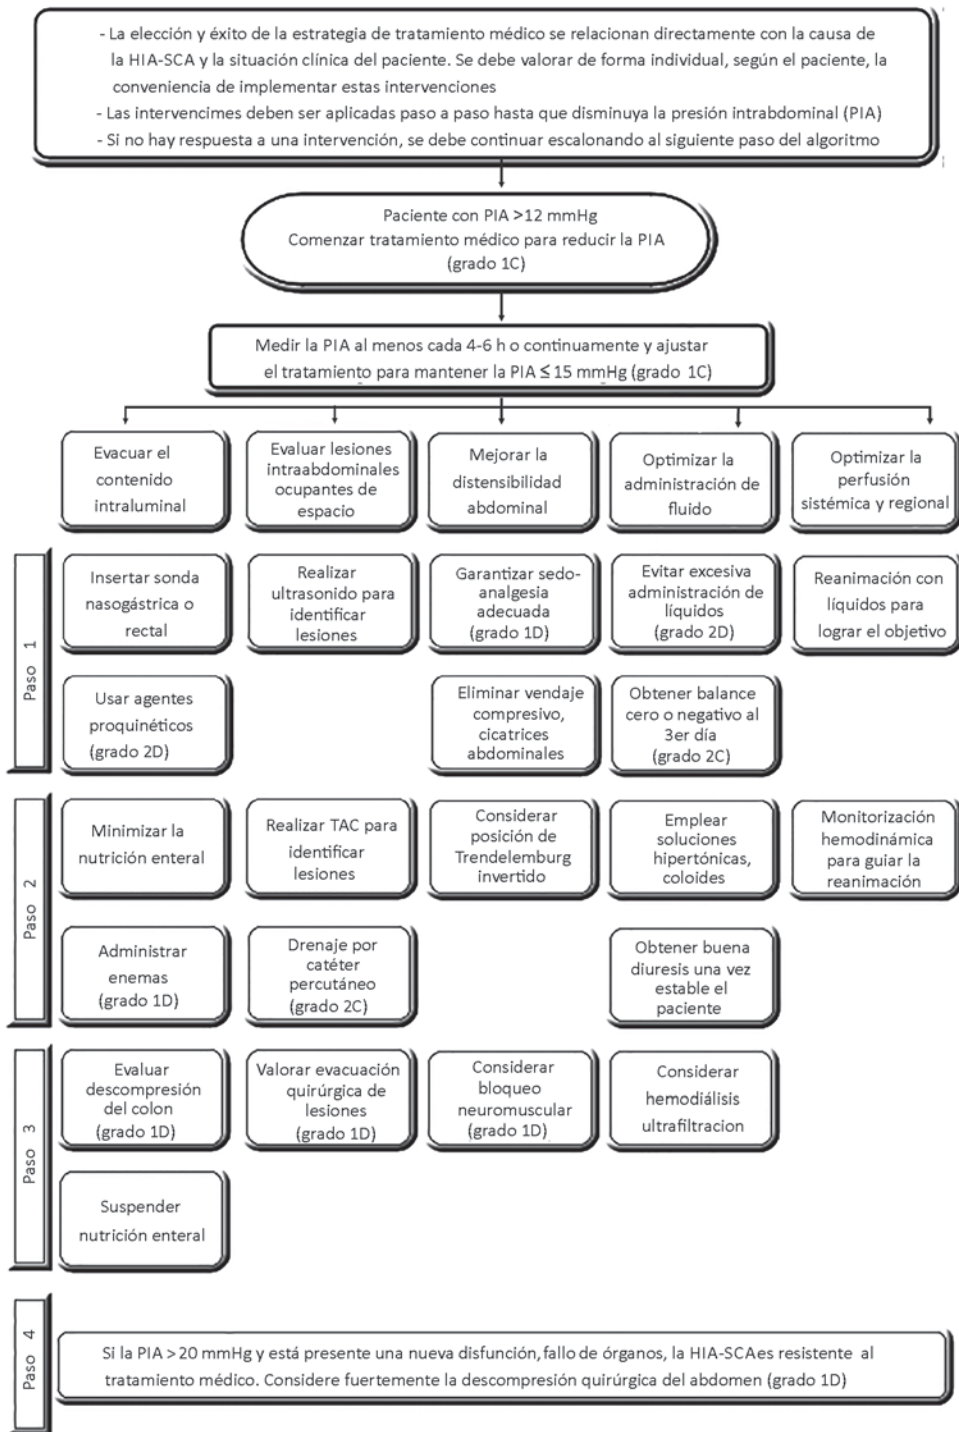 - La elección y éxito de la estrategia de tratamiento médico se relacionan directamente con la causa de
la HIA-SCA y la situación clínica del paciente. Se debe valorar de forma individual, según el paciente, la
conveniencia de implementar estas intervenciones
- Las intervencimes deben ser aplicadas paso a paso hasta que disminuya la presión intrabdominal (PIA)
- Si no hay respuesta a una intervención, se debe continuar escalonando al siguiente paso del algoritmo
Paciente con PIA >12 mmHg
Comenzar tratamiento médico para reducir la PIA
(grado 1C)
Medir la PIA al menos cada 4-6 h o continuamente y ajustar
el tratamiento para mantener la PIA ≤ 15 mmHg (grado 1C)
Evacuar el
contenido
intraluminal
Evaluar lesiones
intraabdominales
ocupantes de
espacio
Mejorar la
distensibilidad
abdominal
Optimizar la
administración de
fluido
Optimizar la
perfusión
sistémica y regional
Paso 1
Insertar sonda
nasogástrica o
rectal
Realizar
ultrasonido para
identificar
lesiones
Garantizar sedo-
analgesia
adecuada
(grado 1D)
Evitar excesiva
administración de
líquidos
(grado 2D)
Reanimación con
líquidos para
lograr el objetivo
Usar agentes
proquinéticos
(grado 2D)
Eliminar vendaje
compresivo,
cicatrices
abdominales
Obtener balance
cero o negativo al
3er día
(grado 2C)
Paso 2
Minimizar la
nutrición enteral
Realizar TAC para
identificar
lesiones
Considerar
posición de
Trendelemburg
invertido
Emplear
soluciones
hipertónicas,
coloides
Monitorización
hemodinámica
para guiar la
reanimación
Administrar
enemas
(grado 1D)
Drenaje por
catéter
percutáneo
(grado 2C)
Obtener buena
diuresis una vez
estable el
paciente
Paso 3
Evaluar
descompresión
del colon
(grado 1D)
Valorar evacuación
quirúrgica de
lesiones
(grado 1D)
Considerar
bloqueo
neuromuscular
(grado 1D)
Considerar
hemodiálisis
ultrafiltracion
Suspender
nutrición enteral
Paso 4
Si la PIA > 20 mmHg y está presente una nueva disfunción, fallo de órganos, la HIA-SCAes resistente al
tratamiento médico. Considere fuertemente la descompresión quirúrgica del abdomen (grado 1D)